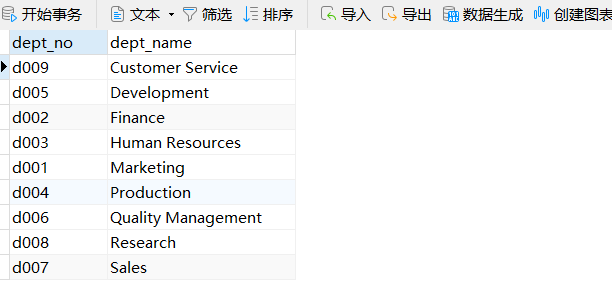 开始事务 文本 筛选 排序 导入 导出 数据生成 创建图表
dept_no dept_name
d009 Customer Service
d005 Development
d002 Finance
d003 Human Resources
d001 Marketing
d004 Production
d006 Quality Management
d008 Research
d007 Sales